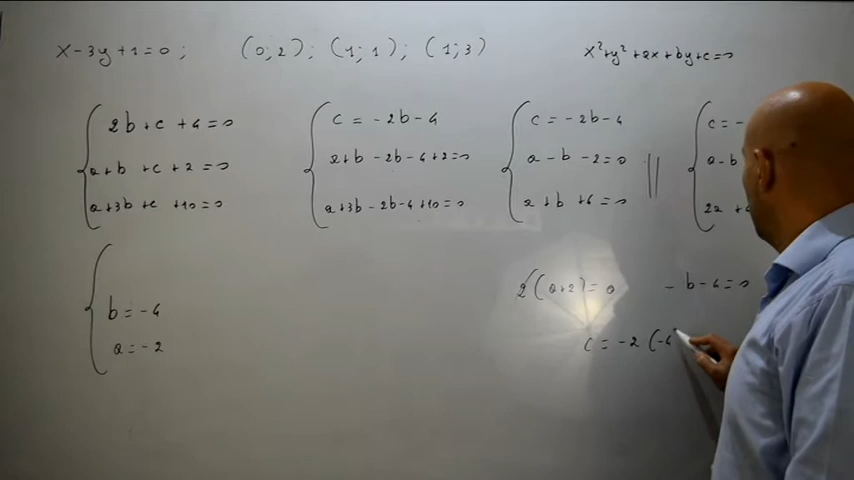 x-3y+1=0; (0;2); (1;1); (1;3) x²+y²+ax+by+c=0
2b+c+4=0 c=-2b-4 c=-2b-4 c=-
a+b+c+2=0 a+b-2b-4+2=0 a-b-2=0 || a-b
a+3b+c+10=0 a+3b-2b-4+10=0 a+b+6=0 2a +
2(a+2)=0 -b-4=0
b=-4
a=-2 c=-2(-4